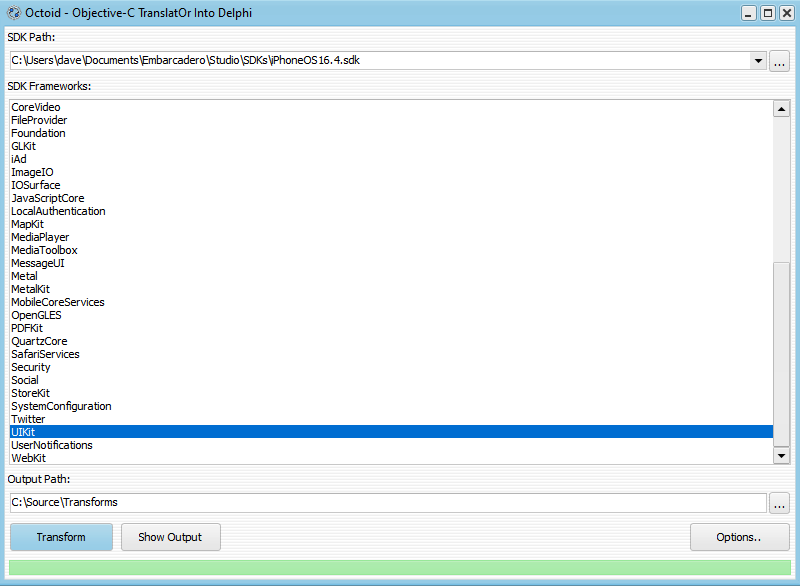 Octoid - Objective-C TranslatOr Into Delphi
SDK Path:
C:\Users\dave\Documents\Embarcadero\Studio\SDKs\iPhoneOS16.4.sdk
...
SDK Frameworks:
CoreVideo
FileProvider
Foundation
GLKit
iAd
ImageIO
IOSurface
JavaScriptCore
LocalAuthentication
MapKit
MediaPlayer
MediaToolbox
MessageUI
Metal
MetalKit
MobileCoreServices
OpenGLES
PDFKit
QuartzCore
SafariServices
Security
Social
StoreKit
SystemConfiguration
Twitter
UIKit
UserNotifications
WebKit
Output Path:
C:\Source\Transforms
...
Transform
Show Output
Options..